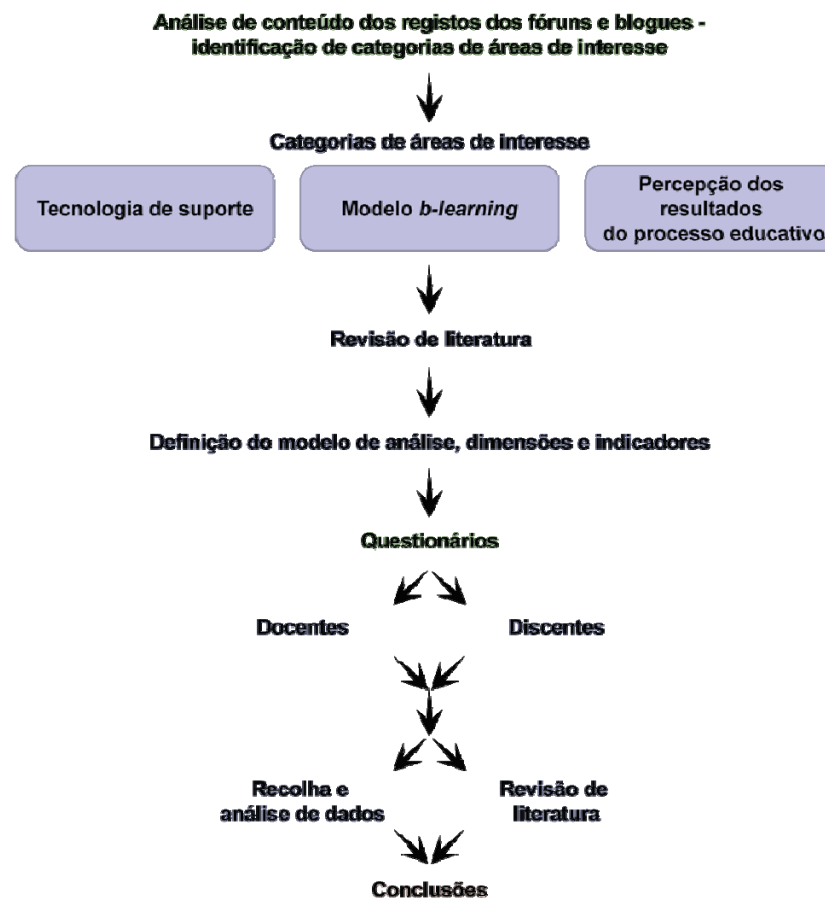 Análise de conteúdo dos registos dos fóruns e blogues -
identificação de categorias de áreas de interesse
Categorias de áreas de interesse
Tecnologia de suporte
Modelo b-learning
Percepção dos
resultados
do processo educativo
Revisão de literatura
Definição do modelo de análise, dimensões e indicadores
Questionários
Docentes
Discentes
Recolha e
análise de dados
Revisão de
literatura
Conclusões